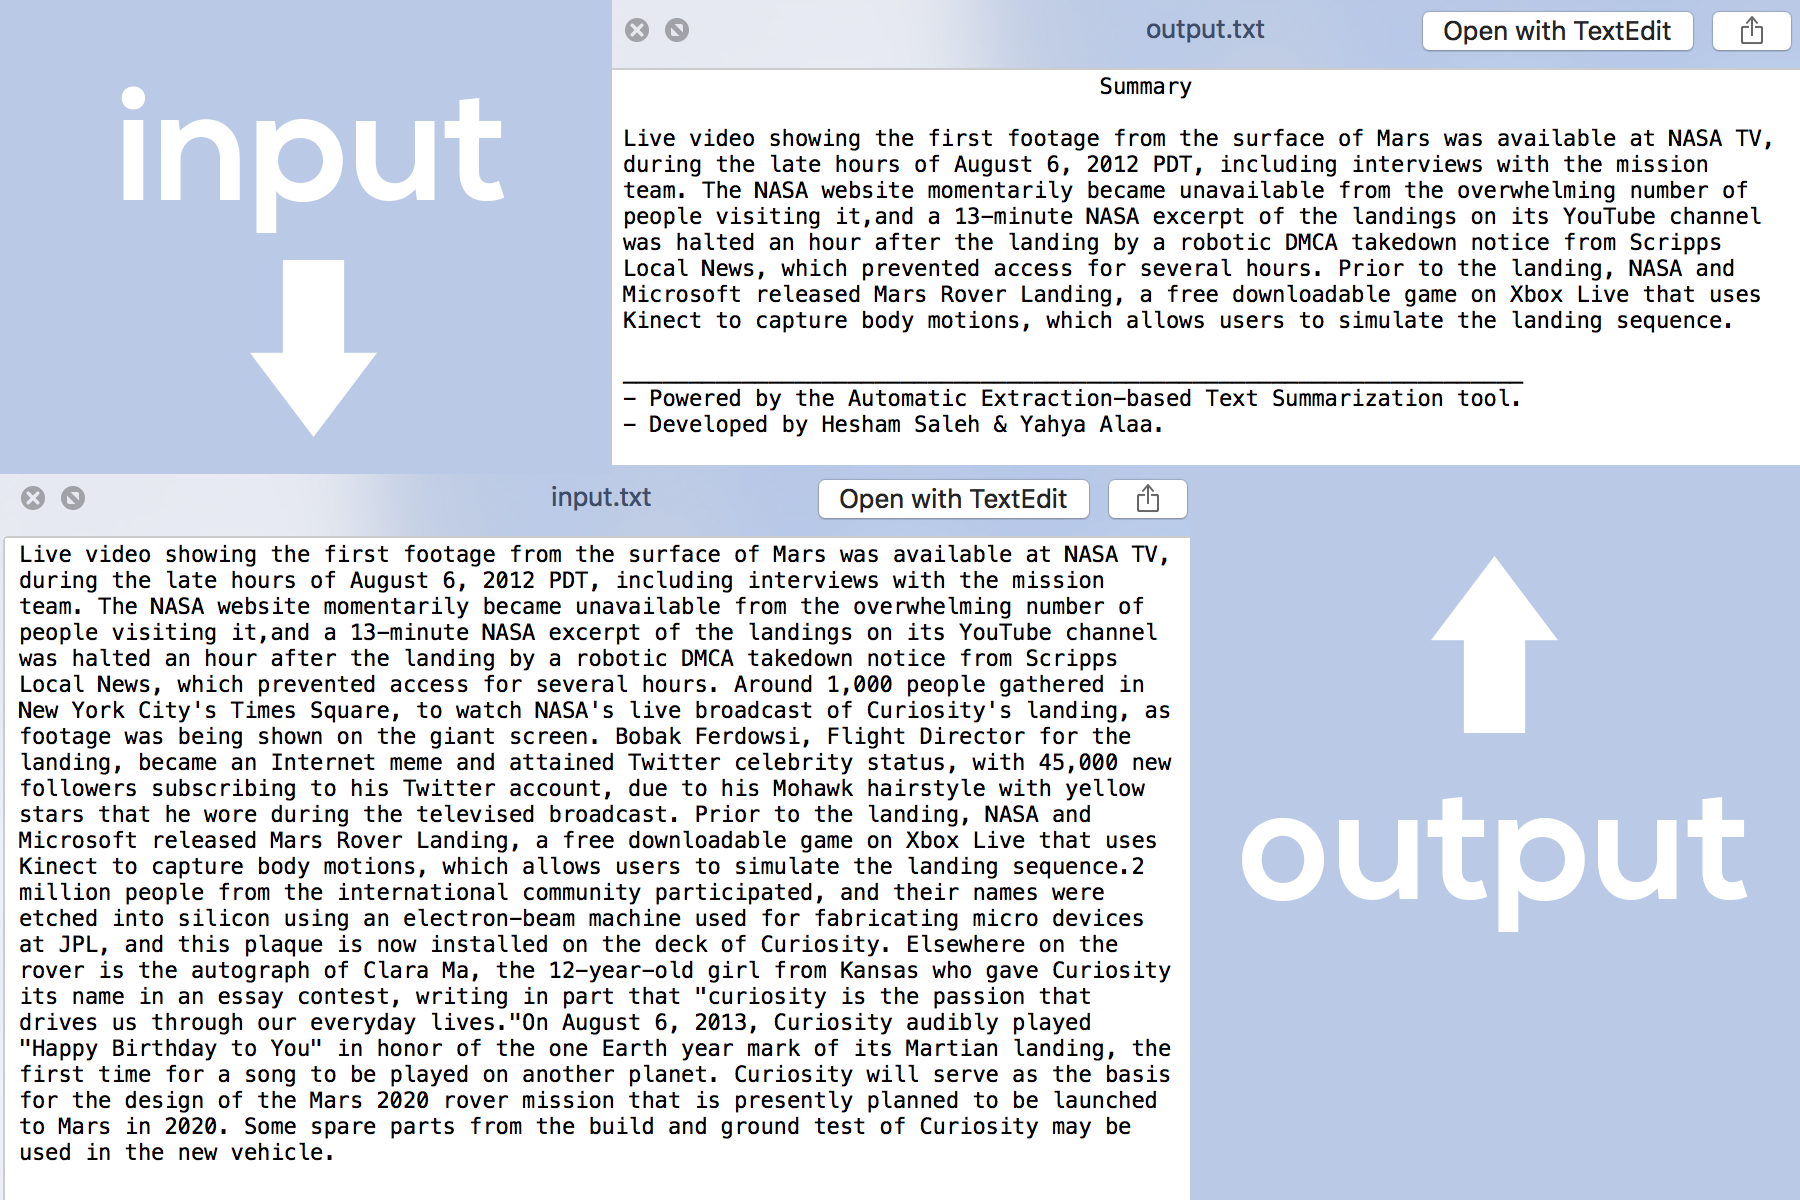 input
output.txt
Open with TextEdit
Summary
Live video showing the first footage from the surface of Mars was available at NASA TV,
during the late hours of August 6, 2012 PDT, including interviews with the mission
team. The NASA website momentarily became unavailable from the overwhelming number of
people visiting it,and a 13-minute NASA excerpt of the landings on its YouTube channel
was halted an hour after the landing by a robotic DMCA takedown notice from Scripps
Local News, which prevented access for several hours. Prior to the landing, NASA and
Microsoft released Mars Rover Landing, a free downloadable game on Xbox Live that uses
Kinect to capture body motions, which allows users to simulate the landing sequence.
- Powered by the Automatic Extraction-based Text Summarization tool.
- Developed by Hesham Saleh & Yahya Alaa.
input.txt
Open with TextEdit
Live video showing the first footage from the surface of Mars was available at NASA TV,
during the late hours of August 6, 2012 PDT, including interviews with the mission
team. The NASA website momentarily became unavailable from the overwhelming number of
people visiting it,and a 13-minute NASA excerpt of the landings on its YouTube channel
was halted an hour after the landing by a robotic DMCA takedown notice from Scripps
Local News, which prevented access for several hours. Around 1,000 people gathered in
New York City's Times Square, to watch NASA's live broadcast of Curiosity's landing, as
footage was being shown on the giant screen. Bobak Ferdowsi, Flight Director for the
landing, became an Internet meme and attained Twitter celebrity status, with 45,000 new
followers subscribing to his Twitter account, due to his Mohawk hairstyle with yellow
stars that he wore during the televised broadcast. Prior to the landing, NASA and
Microsoft released Mars Rover Landing, a free downloadable game on Xbox Live that uses
Kinect to capture body motions, which allows users to simulate the landing sequence.2
million people from the international community participated, and their names were
etched into silicon using an electron-beam machine used for fabricating micro devices
at JPL, and this plaque is now installed on the deck of Curiosity. Elsewhere on the
rover is the autograph of Clara Ma, the 12-year-old girl from Kansas who gave Curiosity
its name in an essay contest, writing in part that "curiosity is the passion that
drives us through our everyday lives."On August 6, 2013, Curiosity audibly played
"Happy Birthday to You" in honor of the one Earth year mark of its Martian landing, the
first time for a song to be played on another planet. Curiosity will serve as the basis
for the design of the Mars 2020 rover mission that is presently planned to be launched
to Mars in 2020. Some spare parts from the build and ground test of Curiosity may be
used in the new vehicle.
output